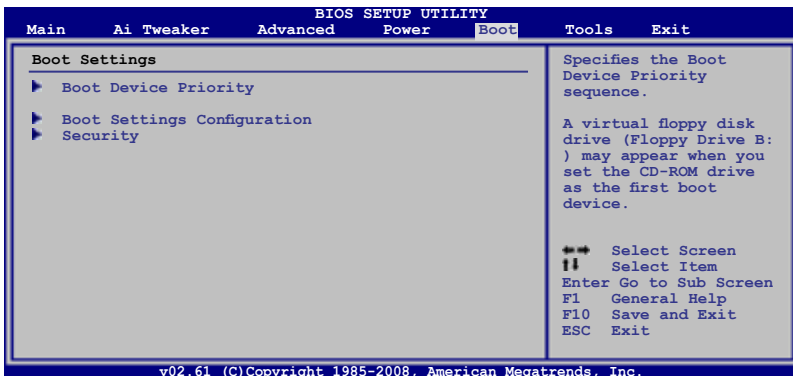 BIOS SETUP UTILITY
Main Ai Tweaker Advanced Power Boot Tools Exit
Boot Settings
Boot Device Priority
Boot Settings Configuration
Security
Specifies the Boot
Device Priority
sequence.
A virtual floppy disk
drive (Floppy Drive B:
) may appear when you
set the CD-ROM drive
as the first boot
device.
Select Screen
Select Item
Enter Go to Sub Screen
F1 General Help
F10 Save and Exit
ESC Exit
v02.61 (C)Copyright 1985-2008, American Megatrends, Inc.